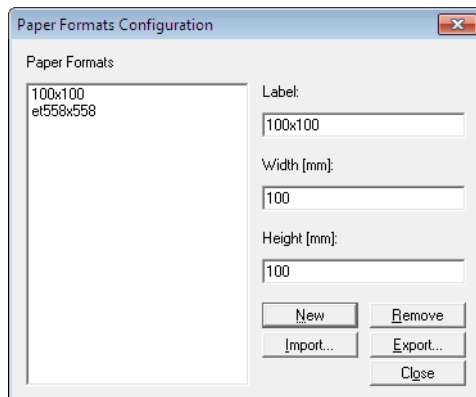 Paper Formats Configuration
Paper Formats
100x100
et558x558
Label:
100x100
Width [mm]:
100
Height [mm]:
100
New
Remove
Import...
Export...
Close